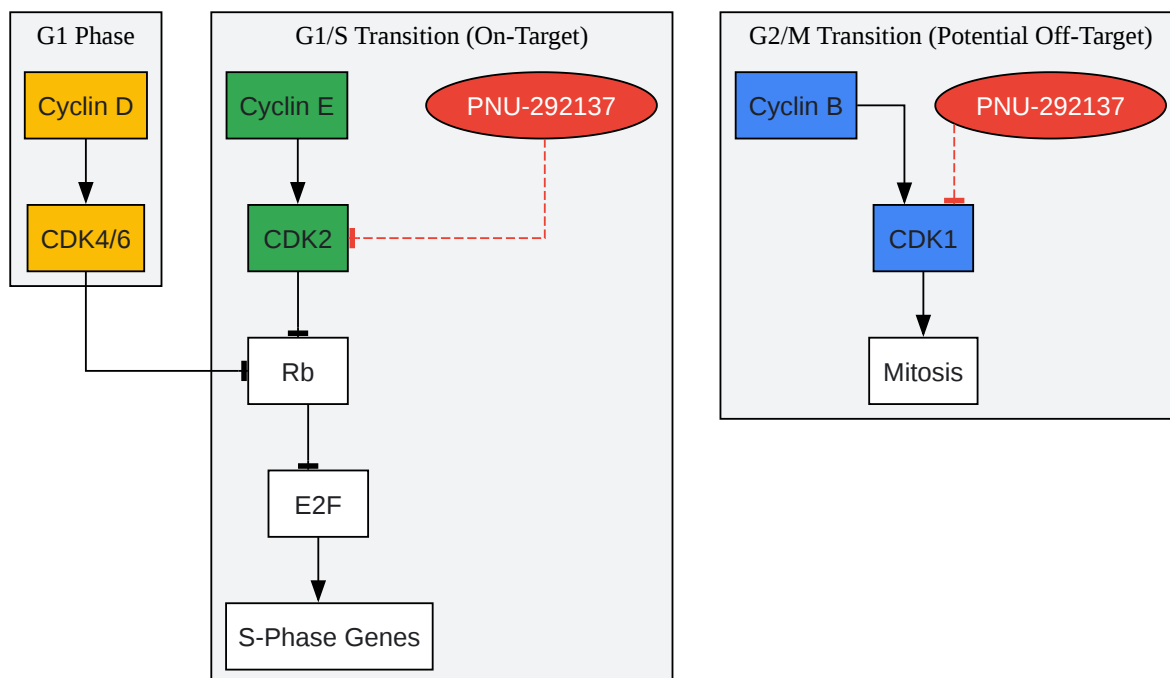 G1 Phase
Cyclin D
CDK4/6
G1/S Transition (On-Target)
Cyclin E
PNU-292137
CDK2
Rb
E2F
S-Phase Genes
G2/M Transition (Potential Off-Target)
Cyclin B
PNU-292137
CDK1
Mitosis